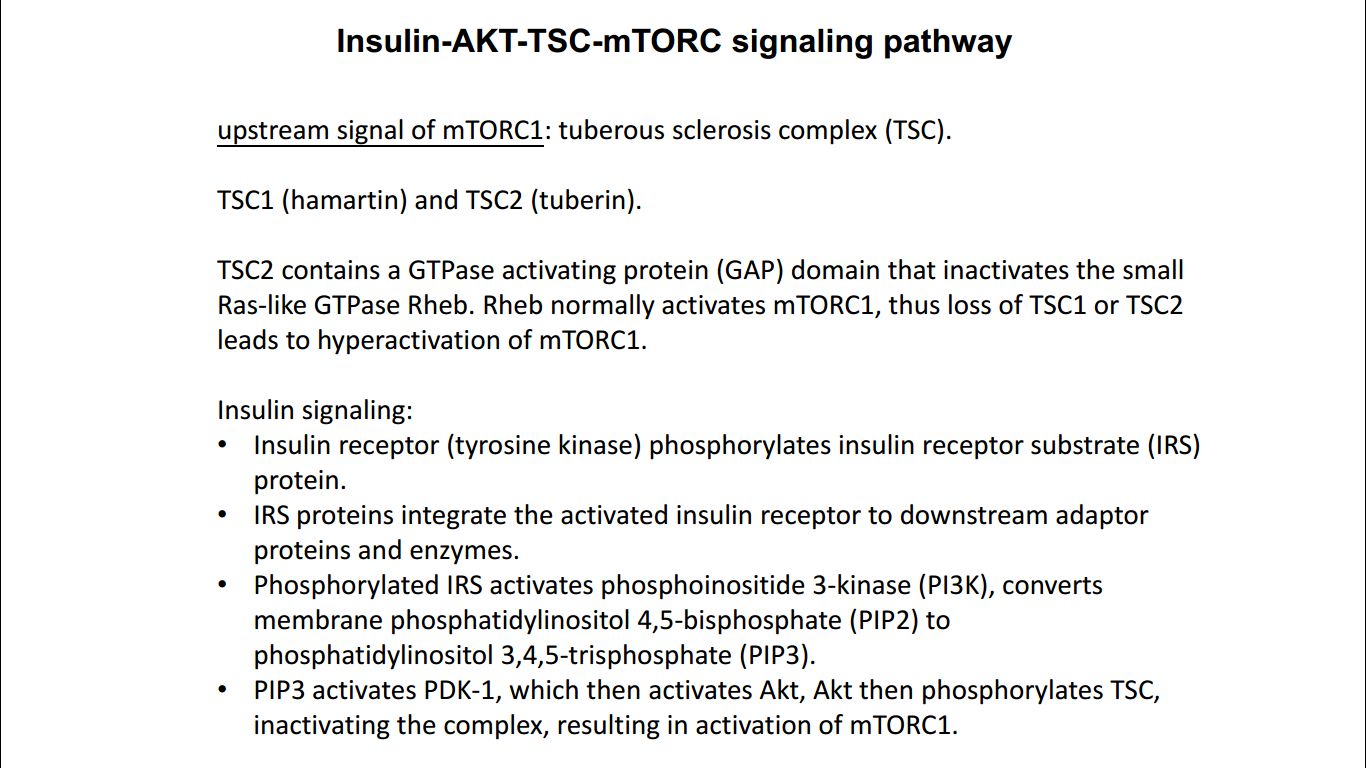 Insulin-AKT-TSC-mTORC signaling pathway
upstream signal of mTORC1: tuberous sclerosis complex (TSC).
TSC1 (hamartin) and TSC2 (tuberin).
TSC2 contains a GTPase activating protein (GAP) domain that inactivates the small
Ras-like GTPase Rheb. Rheb normally activates mTORC1, thus loss of TSC1 or TSC2
leads to hyperactivation of mTORC1.
Insulin signaling:
• Insulin receptor (tyrosine kinase) phosphorylates insulin receptor substrate (IRS)
protein.
• IRS proteins integrate the activated insulin receptor to downstream adaptor
proteins and enzymes.
• Phosphorylated IRS activates phosphoinositide 3-kinase (PI3K), converts
membrane phosphatidylinositol 4,5-bisphosphate (PIP2) to
phosphatidylinositol 3,4,5-trisphosphate (PIP3).
• PIP3 activates PDK-1, which then activates Akt, Akt then phosphorylates TSC,
inactivating the complex, resulting in activation of mTORC1.